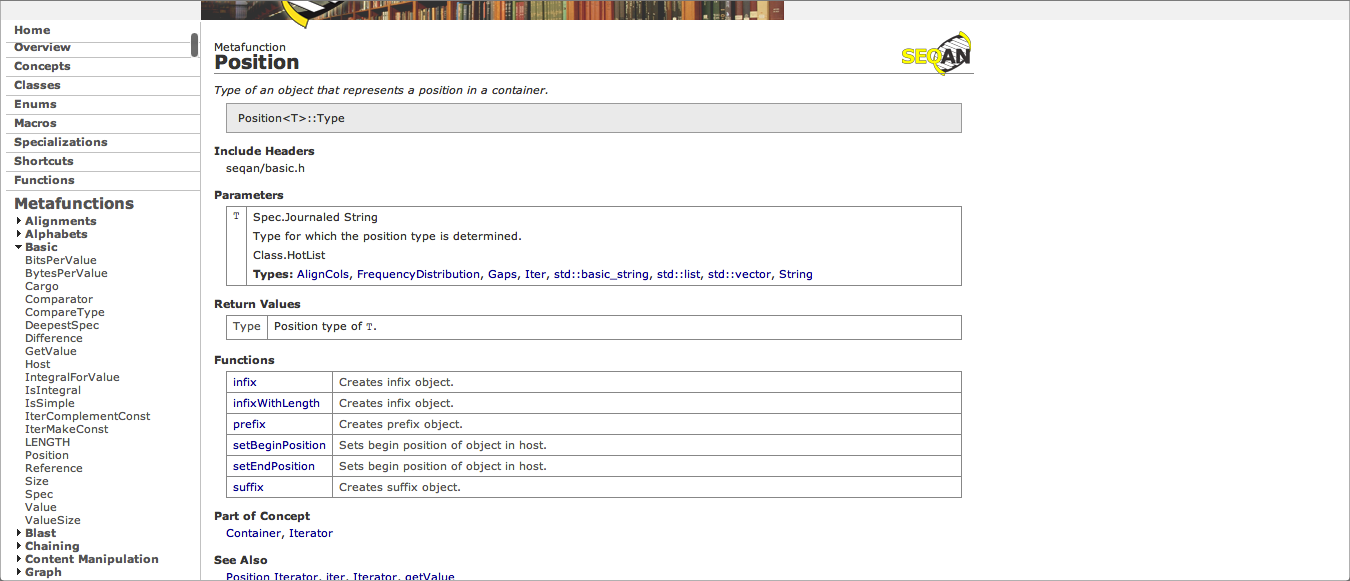 Home
Overview
Concepts
Classes
Enums
Macros
Specializations
Shortcuts
Functions
Metafunctions
Alignments
Alphabets
Basic
BitsPerValue
BytesPerValue
Cargo
Comparator
CompareType
DeepestSpec
Difference
GetValue
Host
IntegralForValue
IsIntegral
IsSimple
IterComplementConst
IterMakeConst
LENGTH
Position
Reference
Size
Spec
Value
ValueSize
Blast
Chaining
Content Manipulation
Graph
Metafunction
Position
SEQAN
Type of an object that represents a position in a container.
Position<T>::Type
Include Headers
seqan/basic.h
Parameters
T Spec.Journaled String
Type for which the position type is determined.
Class.HotList
Types: AlignCols, FrequencyDistribution, Gaps, Iter, std::basic_string, std::list, std::vector, String
Return Values
Type Position type of T.
Functions
infix Creates infix object.
infixWithLength Creates infix object.
prefix Creates prefix object.
setBeginPosition Sets begin position of object in host.
setEndPosition Sets begin position of object in host.
suffix Creates suffix object.
Part of Concept
Container, Iterator
See Also
Position Iterator, iter, Iterator, getValue